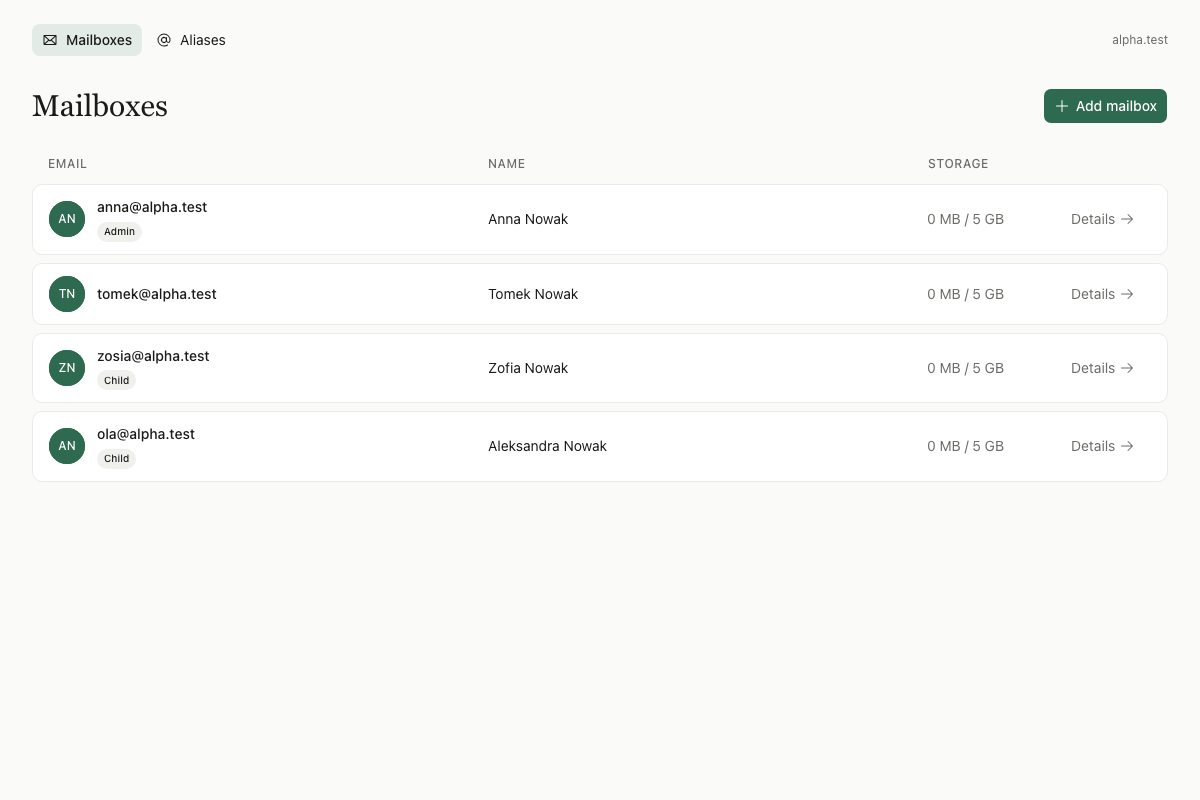 Mailboxes
Aliases
alpha.test
Mailboxes
Add mailbox
EMAIL NAME STORAGE
AN anna@alpha.test Admin Anna Nowak 0 MB / 5 GB Details →
TN tomek@alpha.test Tomek Nowak 0 MB / 5 GB Details →
ZN zosia@alpha.test Child Zofia Nowak 0 MB / 5 GB Details →
AN ola@alpha.test Child Aleksandra Nowak 0 MB / 5 GB Details →